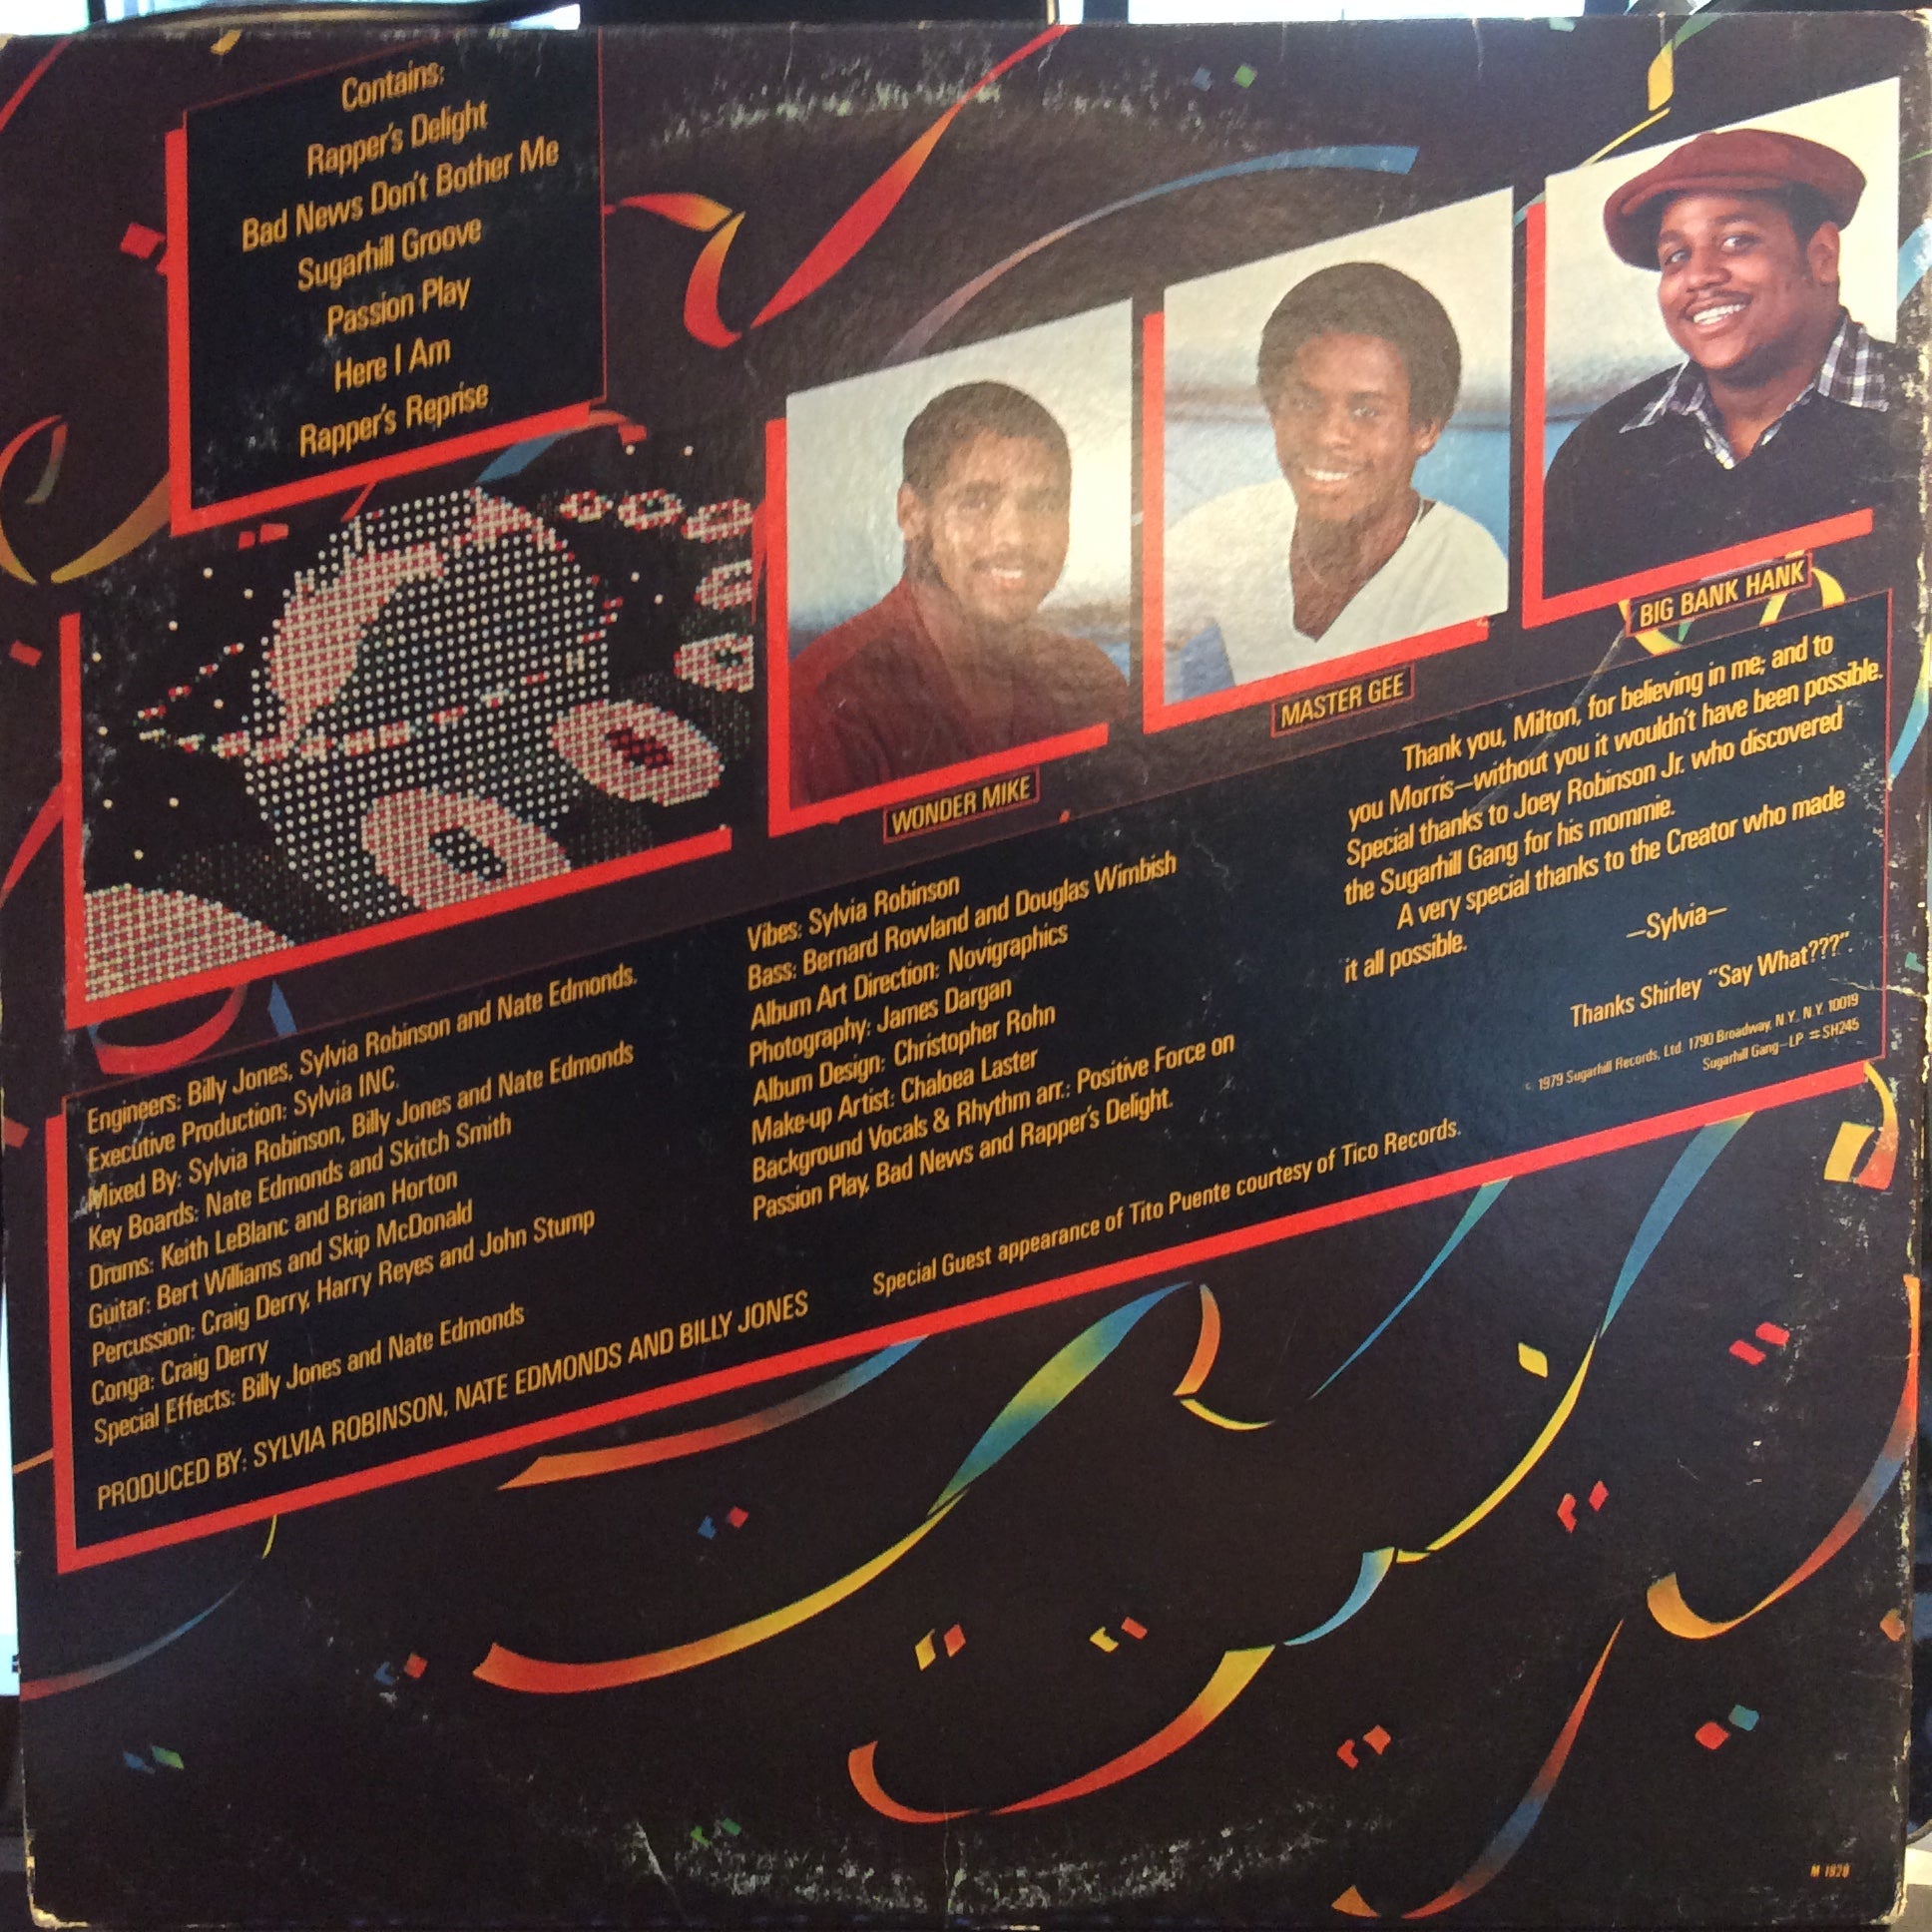 Contains:
Rapper's Delight
Bad News Don't Bother Me
Sugarhill Groove
Passion Play
Here I Am
Rapper's Reprise
WONDER MIKE
MASTER GEE
BIG BANK HANK
Engineers: Billy Jones, Sylvia Robinson and Nate Edmonds.
Executive Production: Sylvia INC.
Mixed By: Sylvia Robinson, Billy Jones and Nate Edmonds
Key Boards: Nate Edmonds and Skitch Smith
Drums: Keith LeBlanc and Brian Horton
Guitar: Bert Williams and Skip McDonald
Percussion: Craig Derry, Harry Reyes and John Stump
Conga: Craig Derry
Special Effects: Billy Jones and Nate Edmonds
PRODUCED BY: SYLVIA ROBINSON, NATE EDMONDS AND BILLY JONES
Vibes: Sylvia Robinson
Bass: Bernard Rowland and Douglas Wimbish
Album Art Direction: Novigraphics
Photography: James Dargan
Album Design: Christopher Rohn
Make-up Artist: Chaloea Laster
Background Vocals & Rhythm arr.: Positive Force on
Passion Play, Bad News and Rapper's Delight.
Special Guest appearance of Tito Puente courtesy of Tico Records.
Thank you, Milton, for believing in me; and to
you Morris—without you it wouldn't have been possible.
Special thanks to Joey Robinson Jr. who discovered
the Sugarhill Gang for his mommie.
A very special thanks to the Creator who made
it all possible.
—Sylvia—
Thanks Shirley "Say What???".
c 1979 Sugarhill Records, Ltd. 1790 Broadway, N.Y., N.Y. 10019
Sugarhill Gang—LP #SH245
M 1928